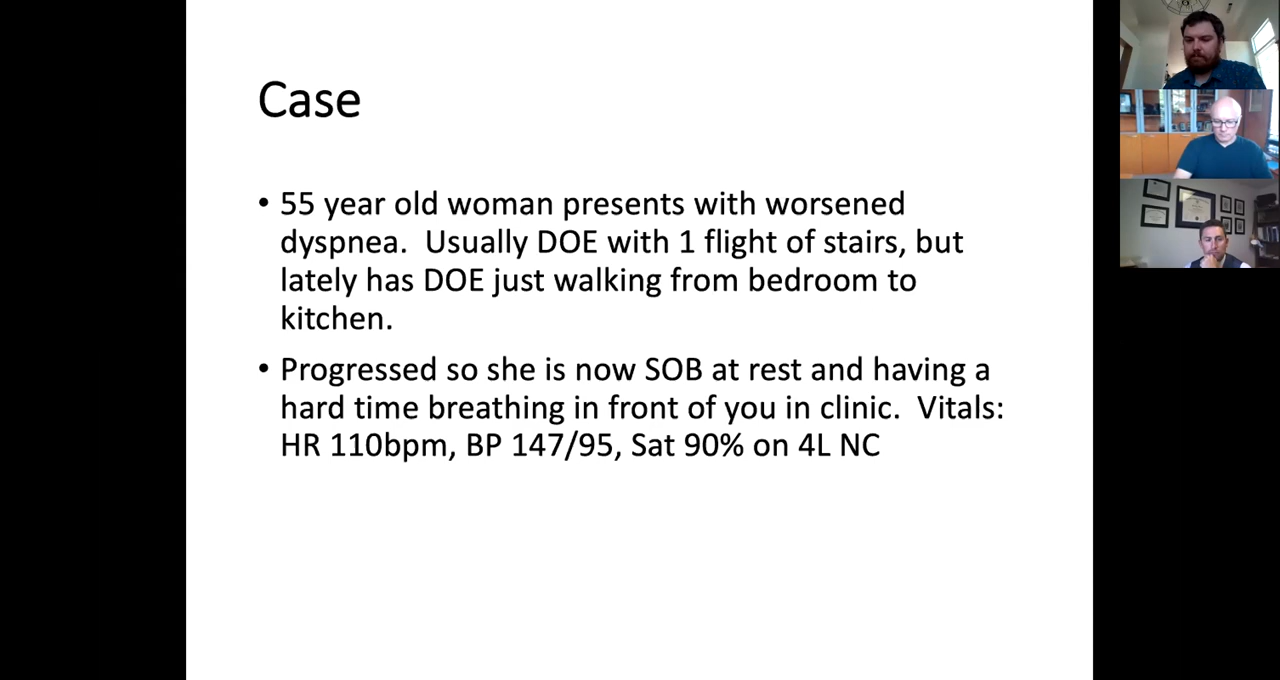 Case
• 55 year old woman presents with worsened
dyspnea.  Usually DOE with 1 flight of stairs, but
lately has DOE just walking from bedroom to
kitchen.
• Progressed so she is now SOB at rest and having a
hard time breathing in front of you in clinic.  Vitals:
HR 110bpm, BP 147/95, Sat 90% on 4L NC